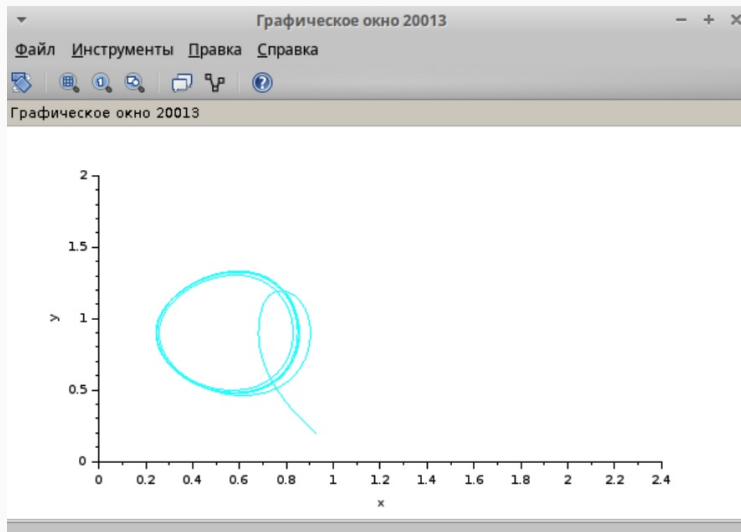 Графическое окно 20013
Файл Инструменты Правка Справка
Графическое окно 20013
2
1.5
1
0.5
0
y
0 0.2 0.4 0.6 0.8 1 1.2 1.4 1.6 1.8 2 2.2 2.4
x